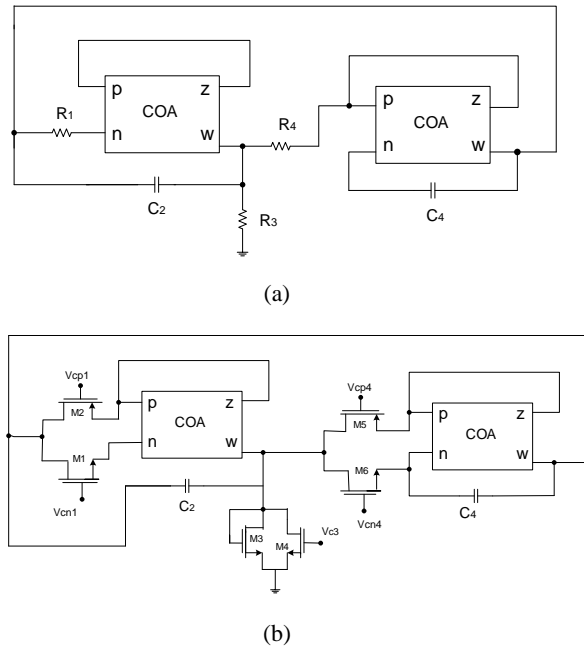 p z
COA
R1 n w
R4
p z
COA
n w
C2
R3
C4
(a)
Vcp1
M2
p z
COA
M1 n w
Vcn1
C2
Vcp4
M5
p z
COA
M6 n w
Vcn4
C4
M3 M4 Vc3
(b)